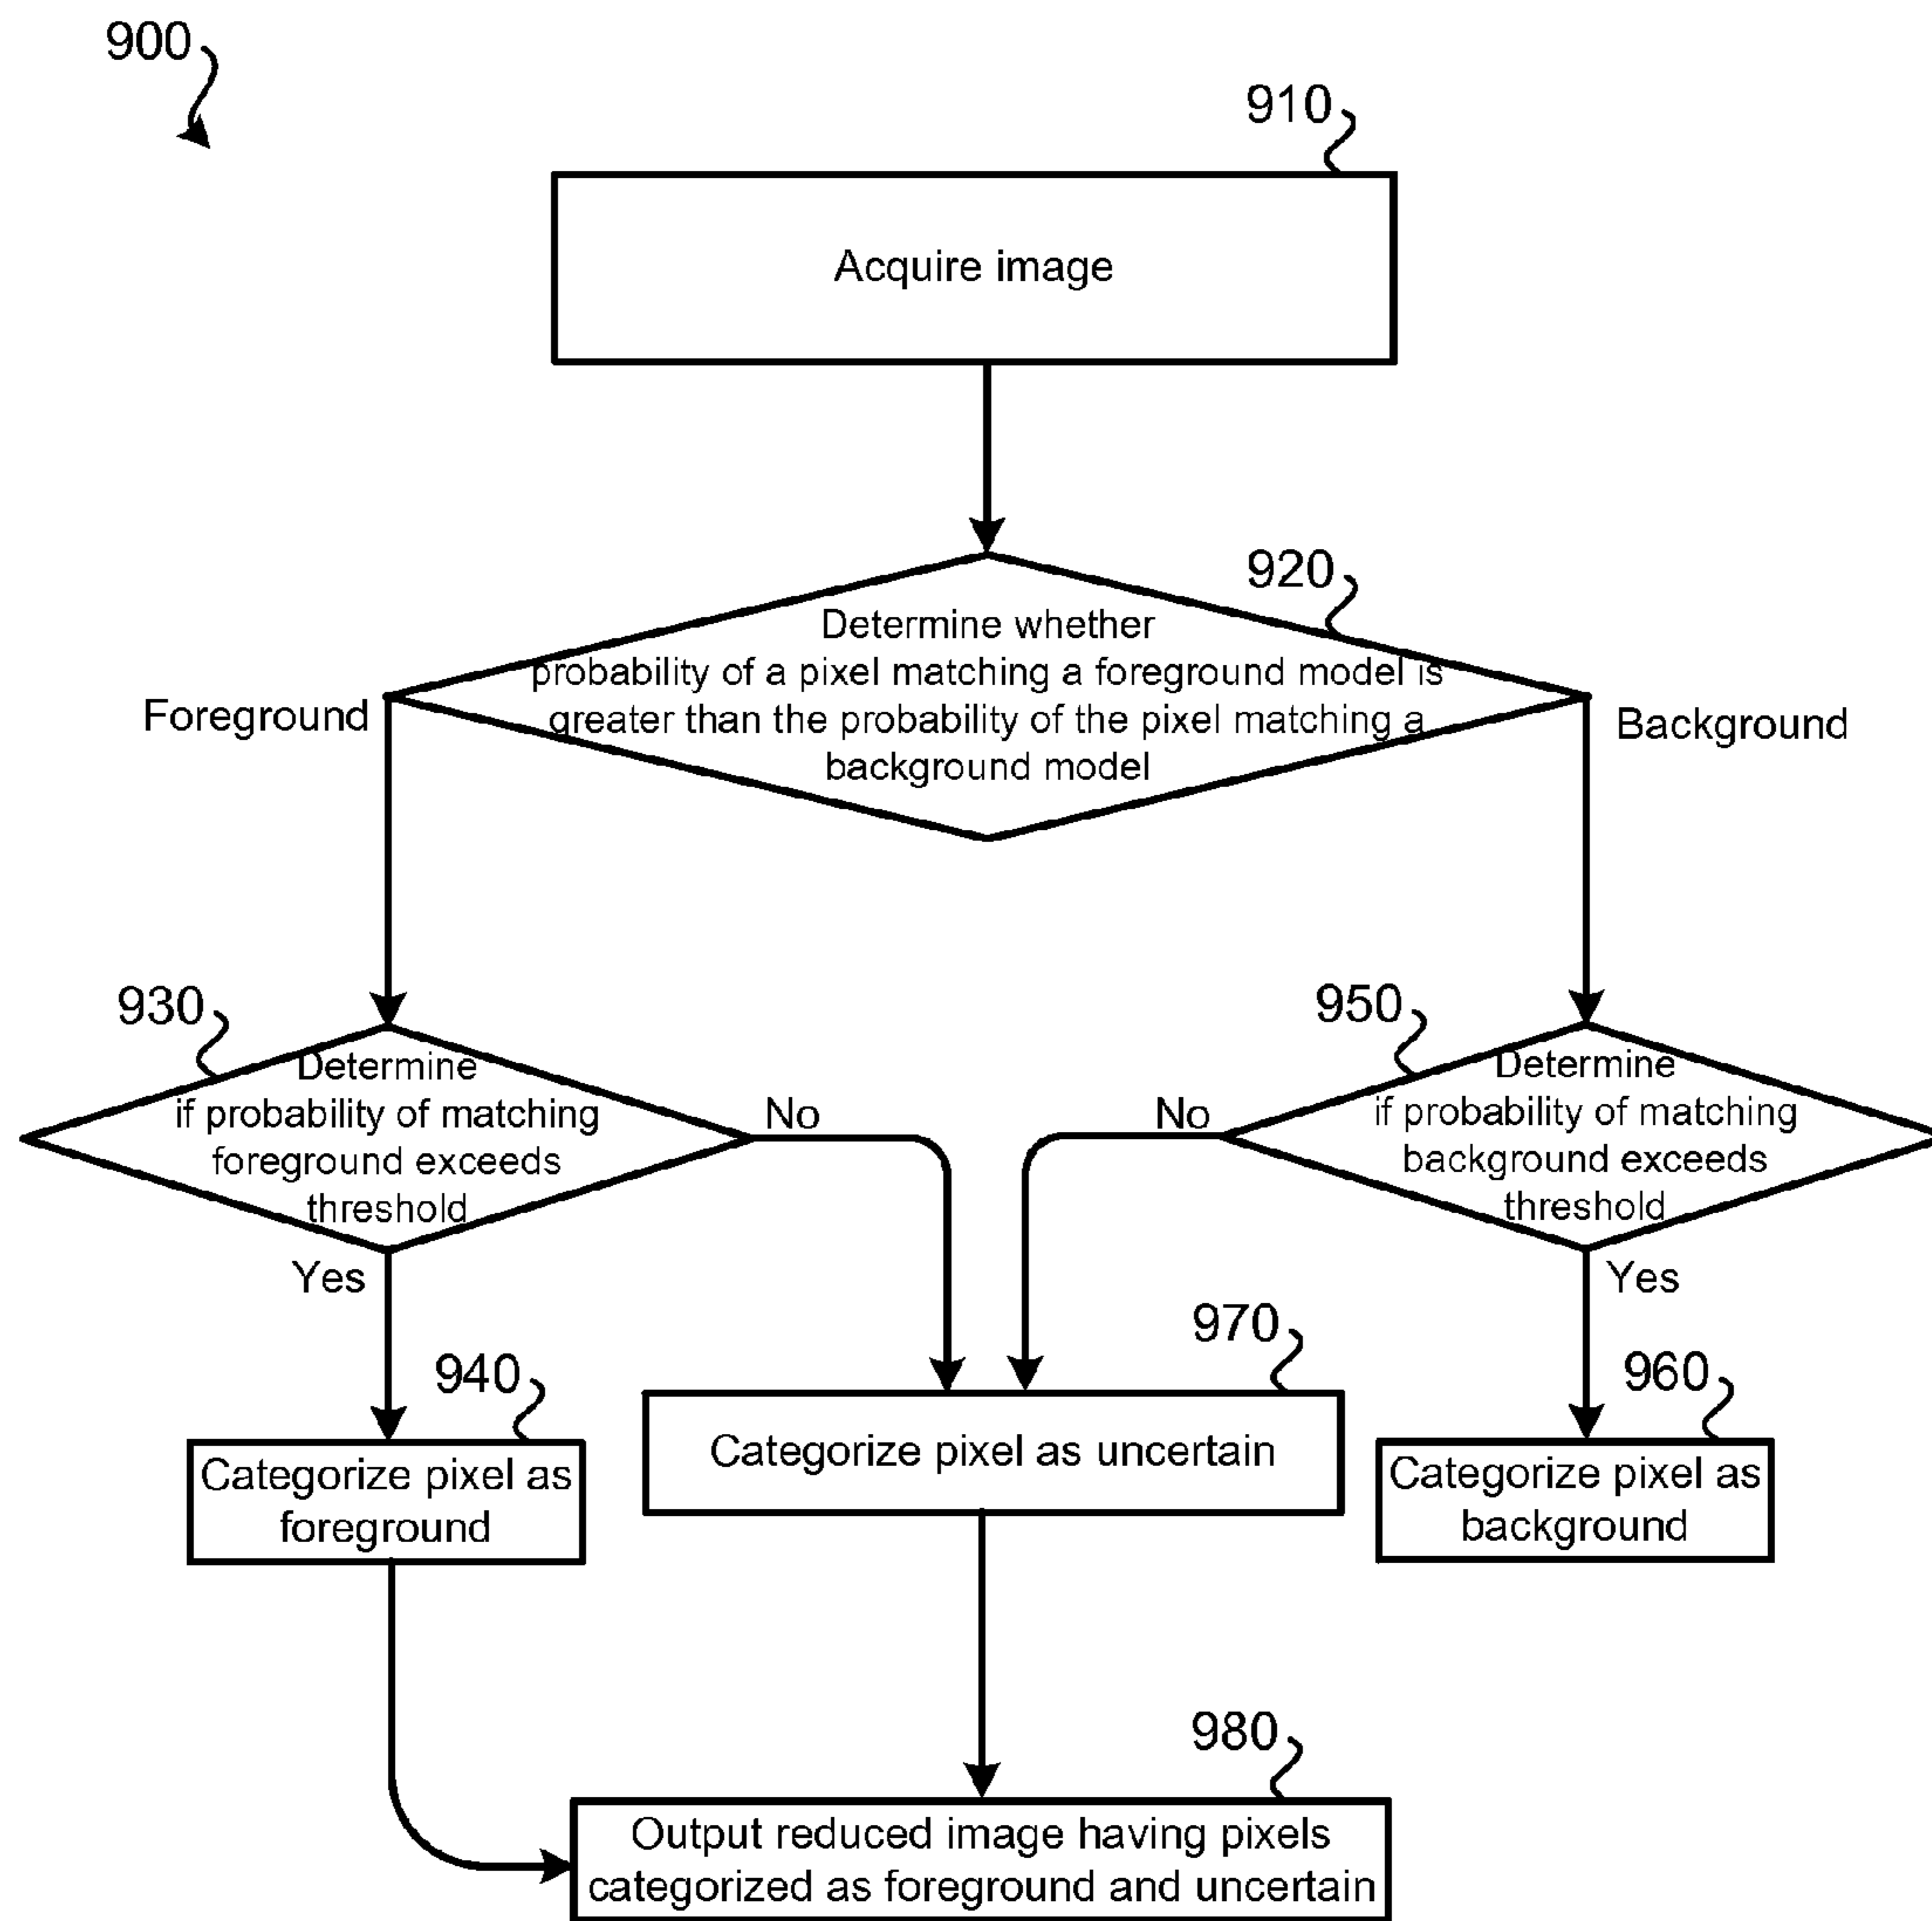 900
910
Acquire image
920
Determine whether
probability of a pixel matching a foreground model is
greater than the probability of the pixel matching a
background model
Foreground
Background
930
Determine
if probability of matching
foreground exceeds
threshold
No
Yes
950
Determine
if probability of matching
background exceeds
threshold
No
Yes
940
Categorize pixel as
foreground
970
Categorize pixel as uncertain
960
Categorize pixel as
background
980
Output reduced image having pixels
categorized as foreground and uncertain